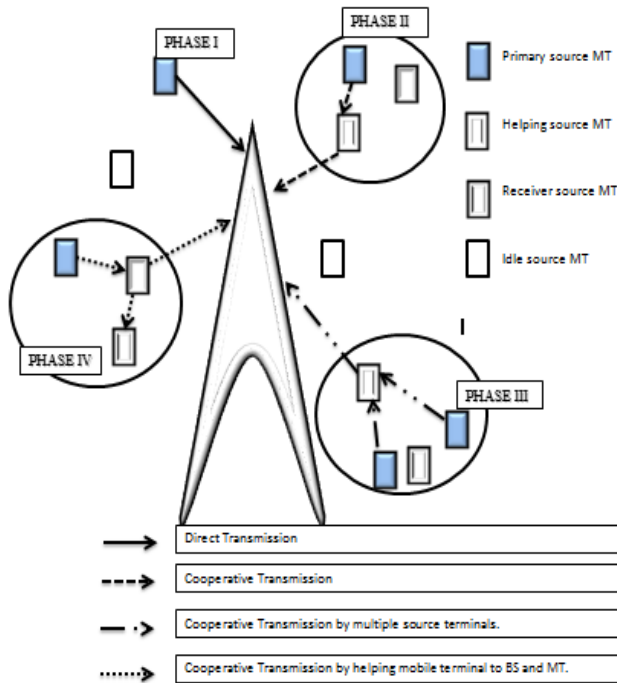 PHASE I
PHASE II
Primary source MT
Helping source MT
Receiver source MT
Idle source MT
PHASE IV
PHASE III
Direct Transmission
Cooperative Transmission
Cooperative Transmission by multiple source terminals.
Cooperative Transmission by helping mobile terminal to BS and MT.